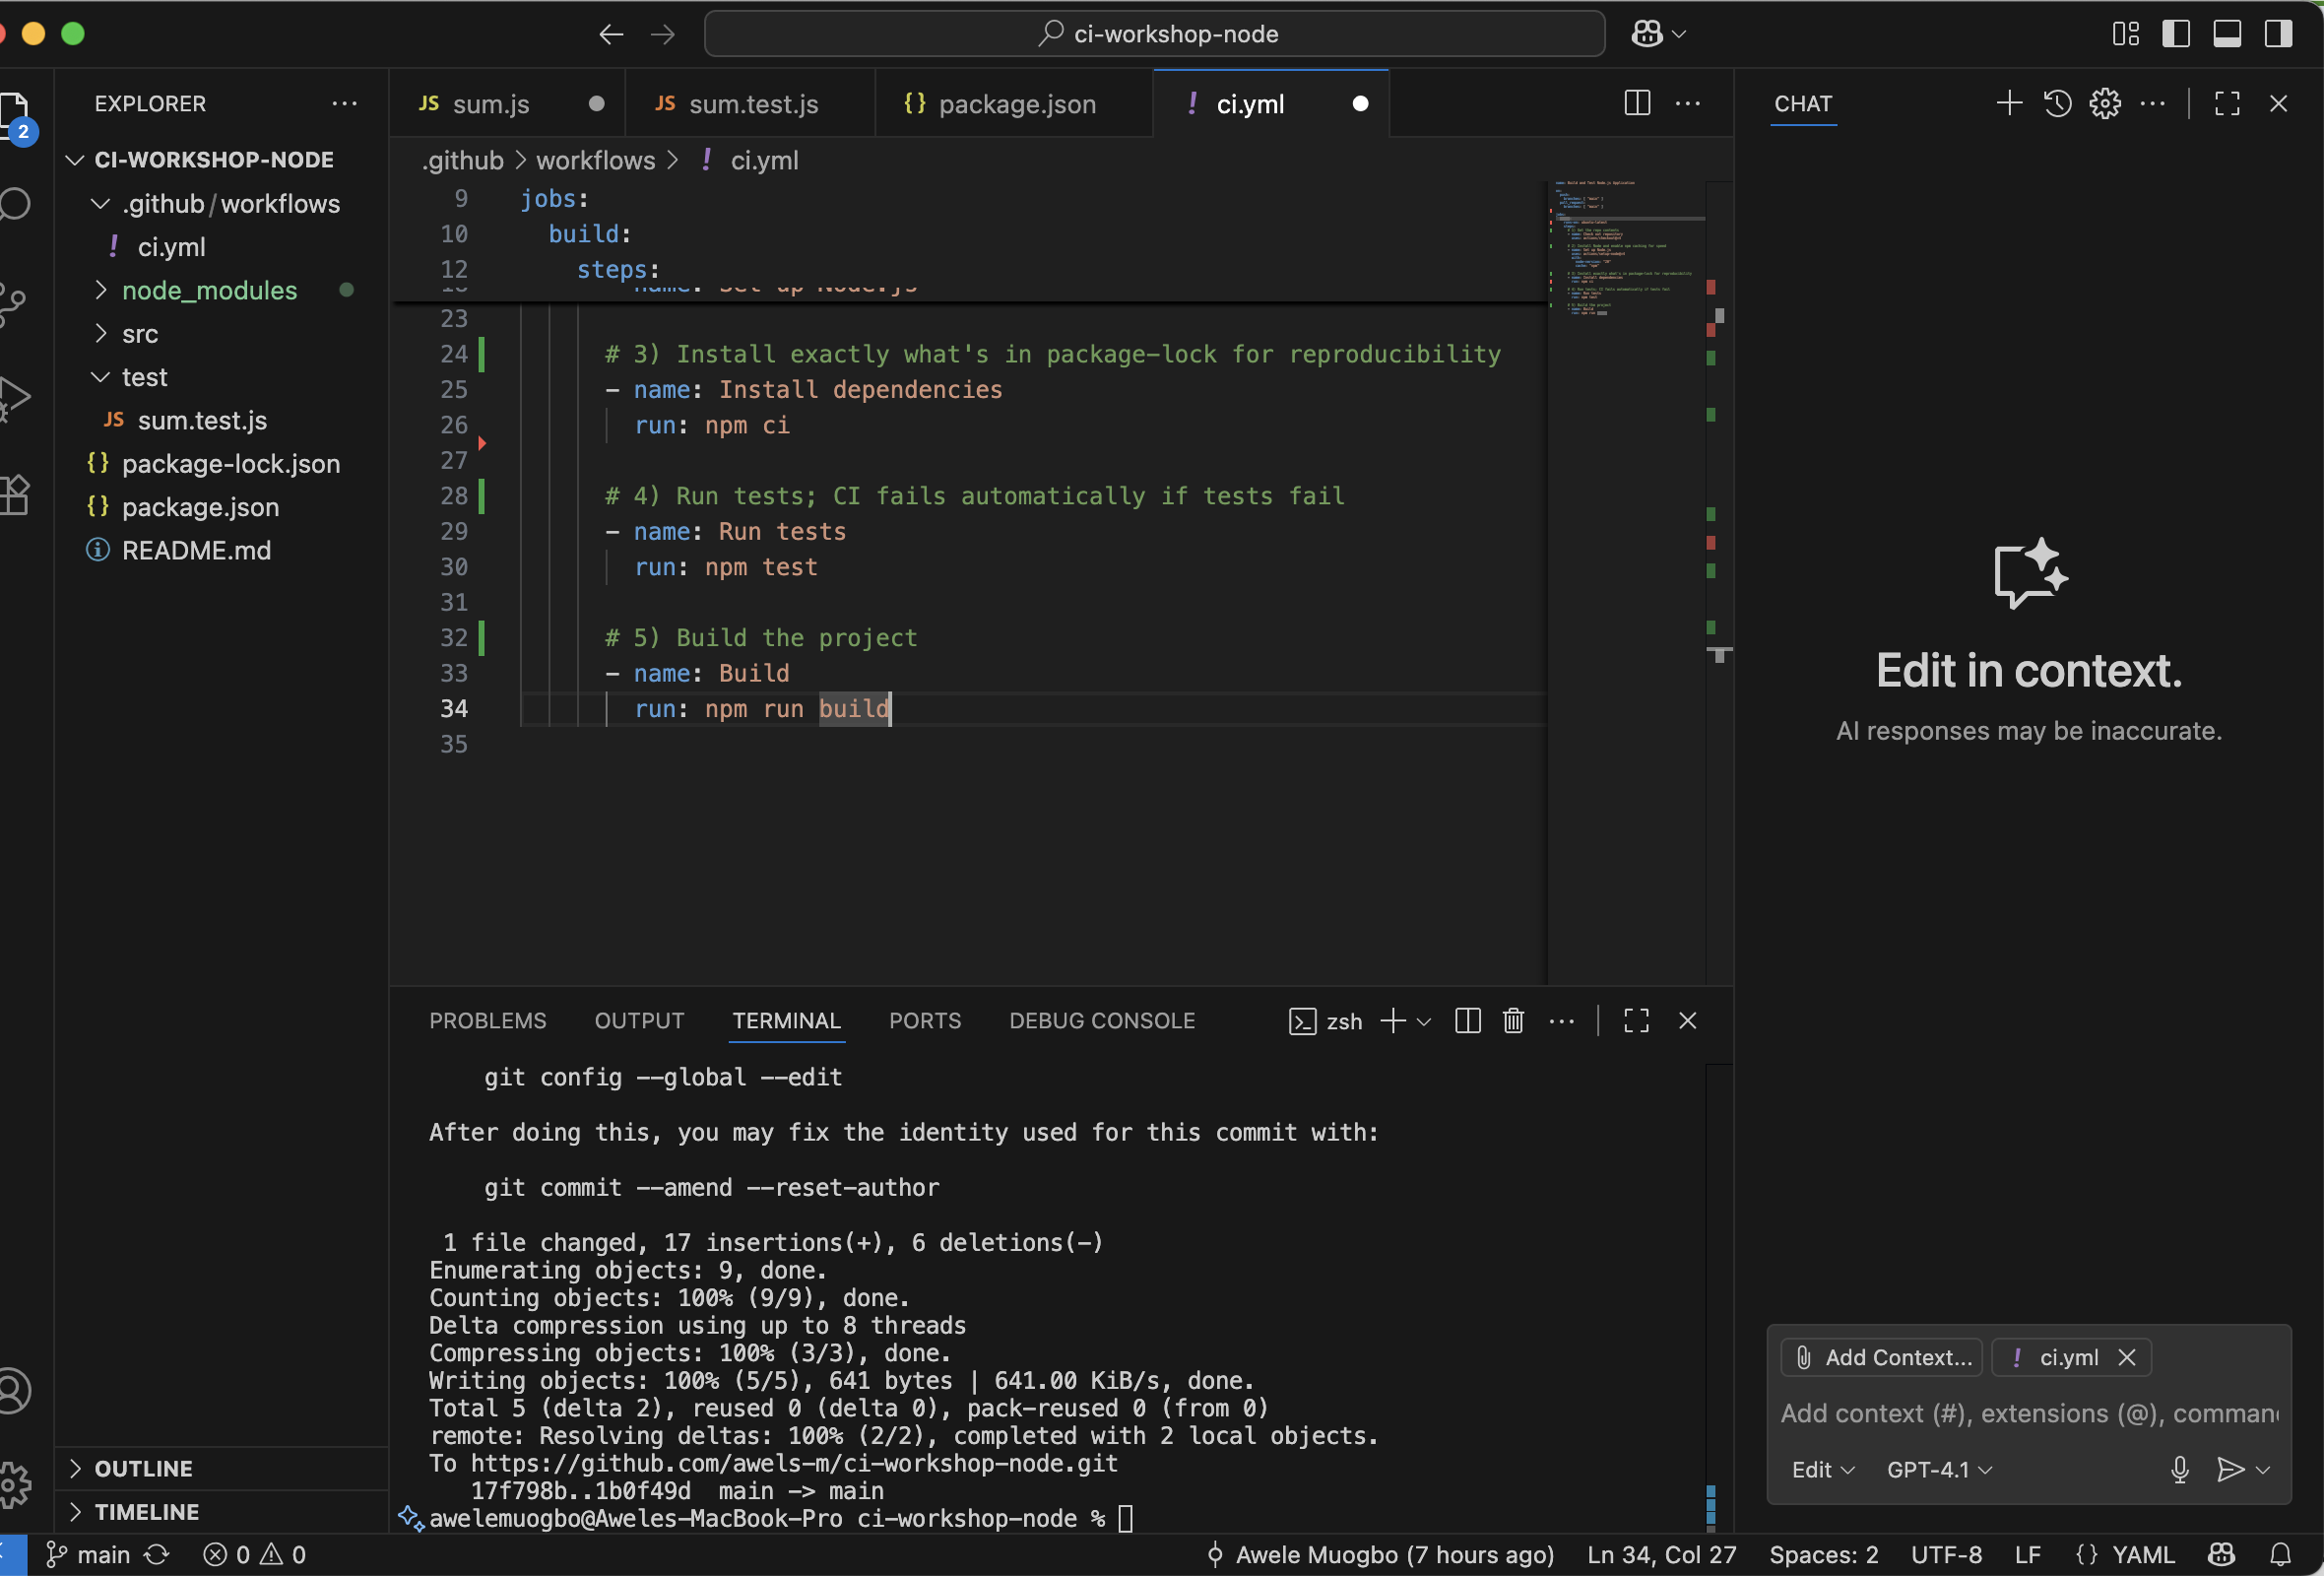 ci-workshop-node
EXPLORER
2
CI-WORKSHOP-NODE
.github/workflows
ci.yml
node_modules
src
test
JS sum.test.js
{} package-lock.json
{} package.json
README.md
OUTLINE
TIMELINE
JS sum.js
JS sum.test.js
{} package.json
! ci.yml
.github > workflows > ! ci.yml
9 jobs:
10 build:
12 steps:
23
24 # 3) Install exactly what's in package-lock for reproducibility
25 - name: Install dependencies
26 run: npm ci
27
28 # 4) Run tests; CI fails automatically if tests fail
29 - name: Run tests
30 run: npm test
31
32 # 5) Build the project
33 - name: Build
34 run: npm run build
35
PROBLEMS OUTPUT TERMINAL PORTS DEBUG CONSOLE zsh
git config --global --edit
After doing this, you may fix the identity used for this commit with:
git commit --amend --reset-author
1 file changed, 17 insertions(+), 6 deletions(-)
Enumerating objects: 9, done.
Counting objects: 100% (9/9), done.
Delta compression using up to 8 threads
Compressing objects: 100% (3/3), done.
Writing objects: 100% (5/5), 641 bytes | 641.00 KiB/s, done.
Total 5 (delta 2), reused 0 (delta 0), pack-reused 0 (from 0)
remote: Resolving deltas: 100% (2/2), completed with 2 local objects.
To https://github.com/awels-m/ci-workshop-node.git
17f798b..1b0f49d main -> main
awelemuogbo@Aweles-MacBook-Pro ci-workshop-node %
CHAT
Edit in context.
AI responses may be inaccurate.
Add Context... ! ci.yml
Add context (#), extensions (@), comman
Edit GPT-4.1
main 0 0 Awele Muogbo (7 hours ago) Ln 34, Col 27 Spaces: 2 UTF-8 LF {} YAML